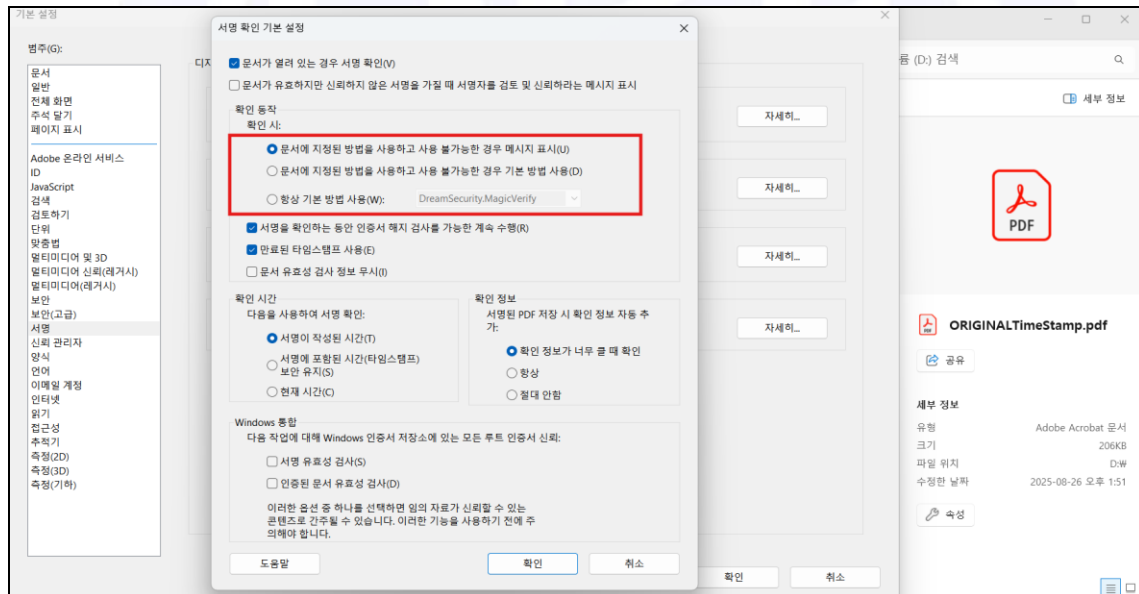 기본 설정
범주(G):
문서
일반
전체 화면
주석 달기
페이지 표시
Adobe 온라인 서비스
ID
JavaScript
검색
검토하기
단위
맞춤법
멀티미디어 및 3D
멀티미디어 신뢰(레거시)
멀티미디어(레거시)
보안
보안(고급)
서명
신뢰 관리자
양식
언어
이메일 계정
인터넷
읽기
접근성
추적기
측정(2D)
측정(3D)
측정(기하)
서명 확인 기본 설정
문서가 열려 있는 경우 서명 확인(V)
문서가 유효하지만 신뢰하지 않은 서명을 가질 때 서명자를 검토 및 신뢰하라는 메시지 표시
확인 동작
확인 시:
문서에 지정된 방법을 사용하고 사용 불가능한 경우 메시지 표시(U)
문서에 지정된 방법을 사용하고 사용 불가능한 경우 기본 방법 사용(D)
항상 기본 방법 사용(W): DreamSecurity.MagicVerify
서명을 확인하는 동안 인증서 해지 검사를 가능한 계속 수행(R)
만료된 타임스탬프 사용(E)
문서 유효성 검사 정보 무시(I)
확인 시간
다음을 사용하여 서명 확인:
서명이 작성된 시간(T)
서명에 포함된 시간(타임스탬프)
보안 유지(S)
현재 시간(C)
확인 정보
서명된 PDF 저장 시 확인 정보 자동 추
가:
확인 정보가 너무 클 때 확인
항상
절대 안함
Windows 통합
다음 작업에 대해 Windows 인증서 저장소에 있는 모든 루트 인증서 신뢰:
서명 유효성 검사(S)
인증된 문서 유효성 검사(D)
이러한 옵션 중 하나를 선택하면 임의 자료가 신뢰할 수 있는
콘텐츠로 간주될 수 있습니다. 이러한 기능을 사용하기 전에 주
의해야 합니다.
도움말
확인
취소
자세히...
자세히...
자세히...
자세히...
확인
취소
(D:) 검색
세부 정보
PDF
ORIGINALTimeStamp.pdf
공유
세부 정보
유형 Adobe Acrobat 문서
크기 206KB
파일 위치 D:₩
수정한 날짜 2025-08-26 오후 1:51
속성